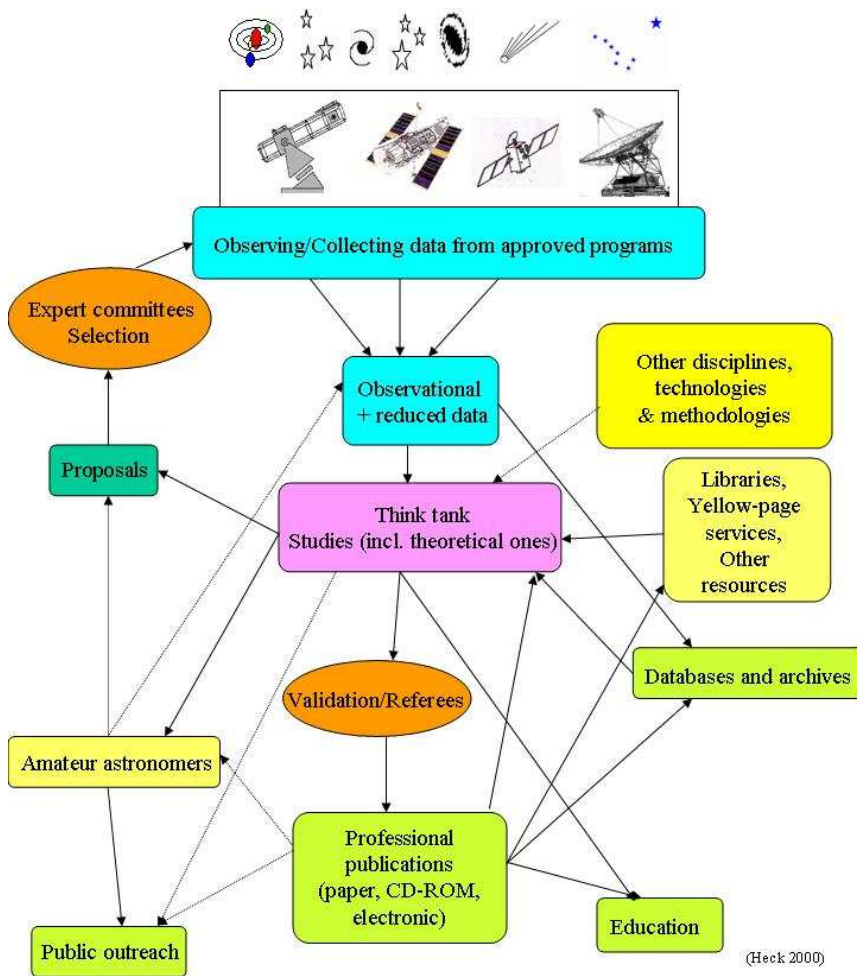 Observing/Collecting data from approved programs
Expert committees
Selection
Observational
+ reduced data
Other disciplines,
technologies
& methodologies
Proposals
Think tank
Studies (incl. theoretical ones)
Libraries,
Yellow-page
services,
Other
resources
Validation/Referees
Databases and archives
Amateur astronomers
Professional
publications
(paper, CD-ROM,
electronic)
Public outreach
Education
(Heck 2000)